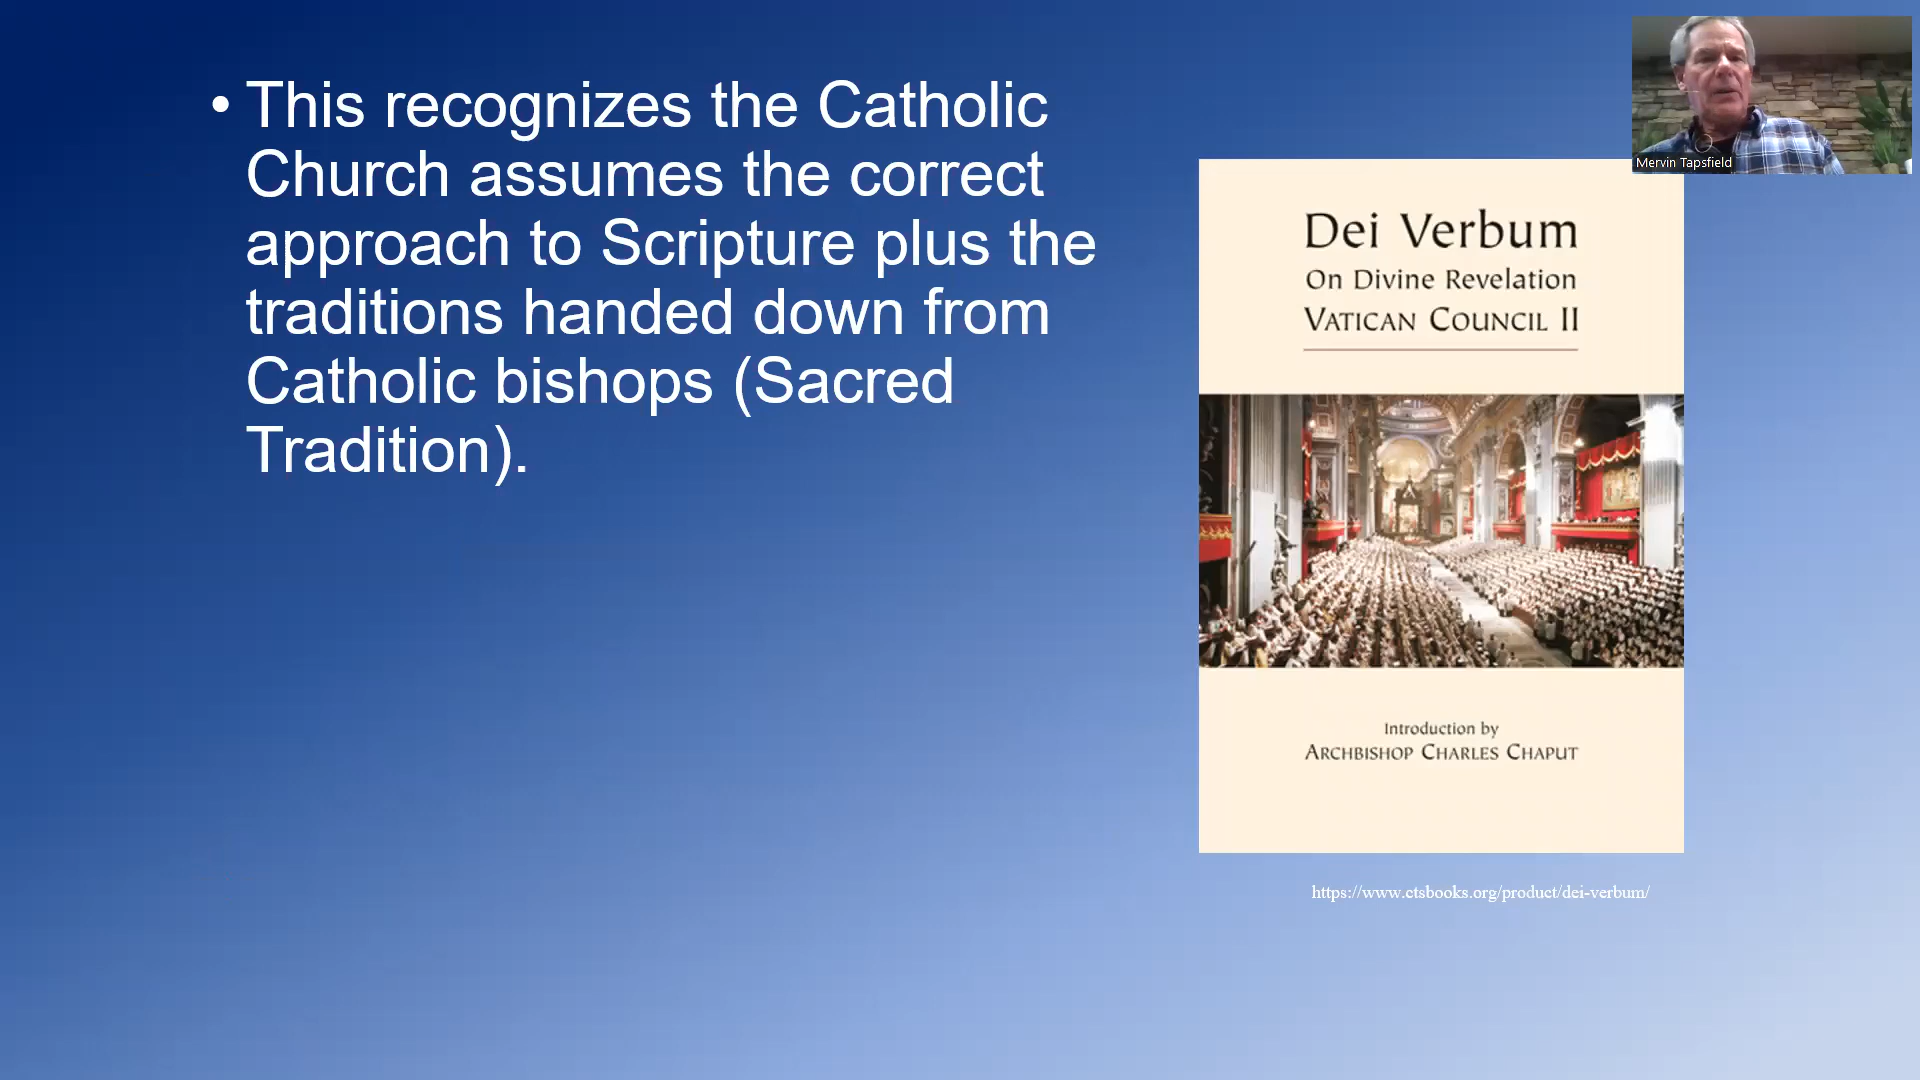 • This recognizes the Catholic
Church assumes the correct
approach to Scripture plus the
traditions handed down from
Catholic bishops (Sacred
Tradition).
Mervin Tapsfield
Dei Verbum
On Divine Revelation
VATICAN COUNCIL II
Introduction by
ARCHBISHOP CHARLES CHAPUT
https://www.ctsbooks.org/product/dei-verbum/